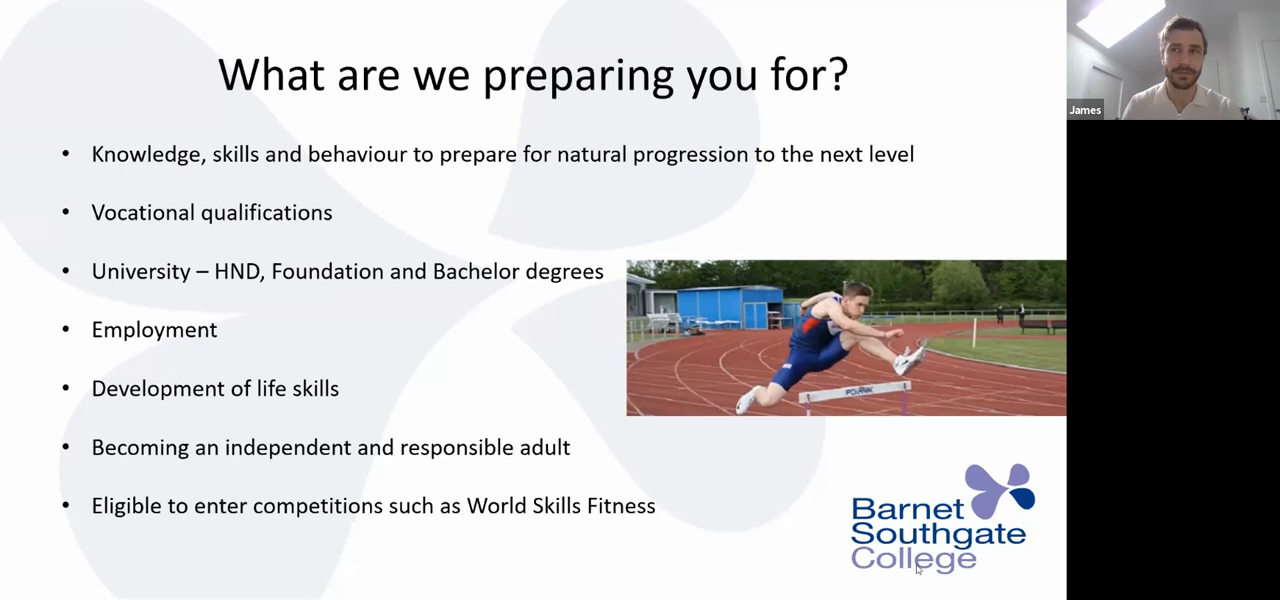 What are we preparing you for?
James
• Knowledge, skills and behaviour to prepare for natural progression to the next level
• Vocational qualifications
• University – HND, Foundation and Bachelor degrees
• Employment
• Development of life skills
• Becoming an independent and responsible adult
• Eligible to enter competitions such as World Skills Fitness
Barnet
Southgate
College